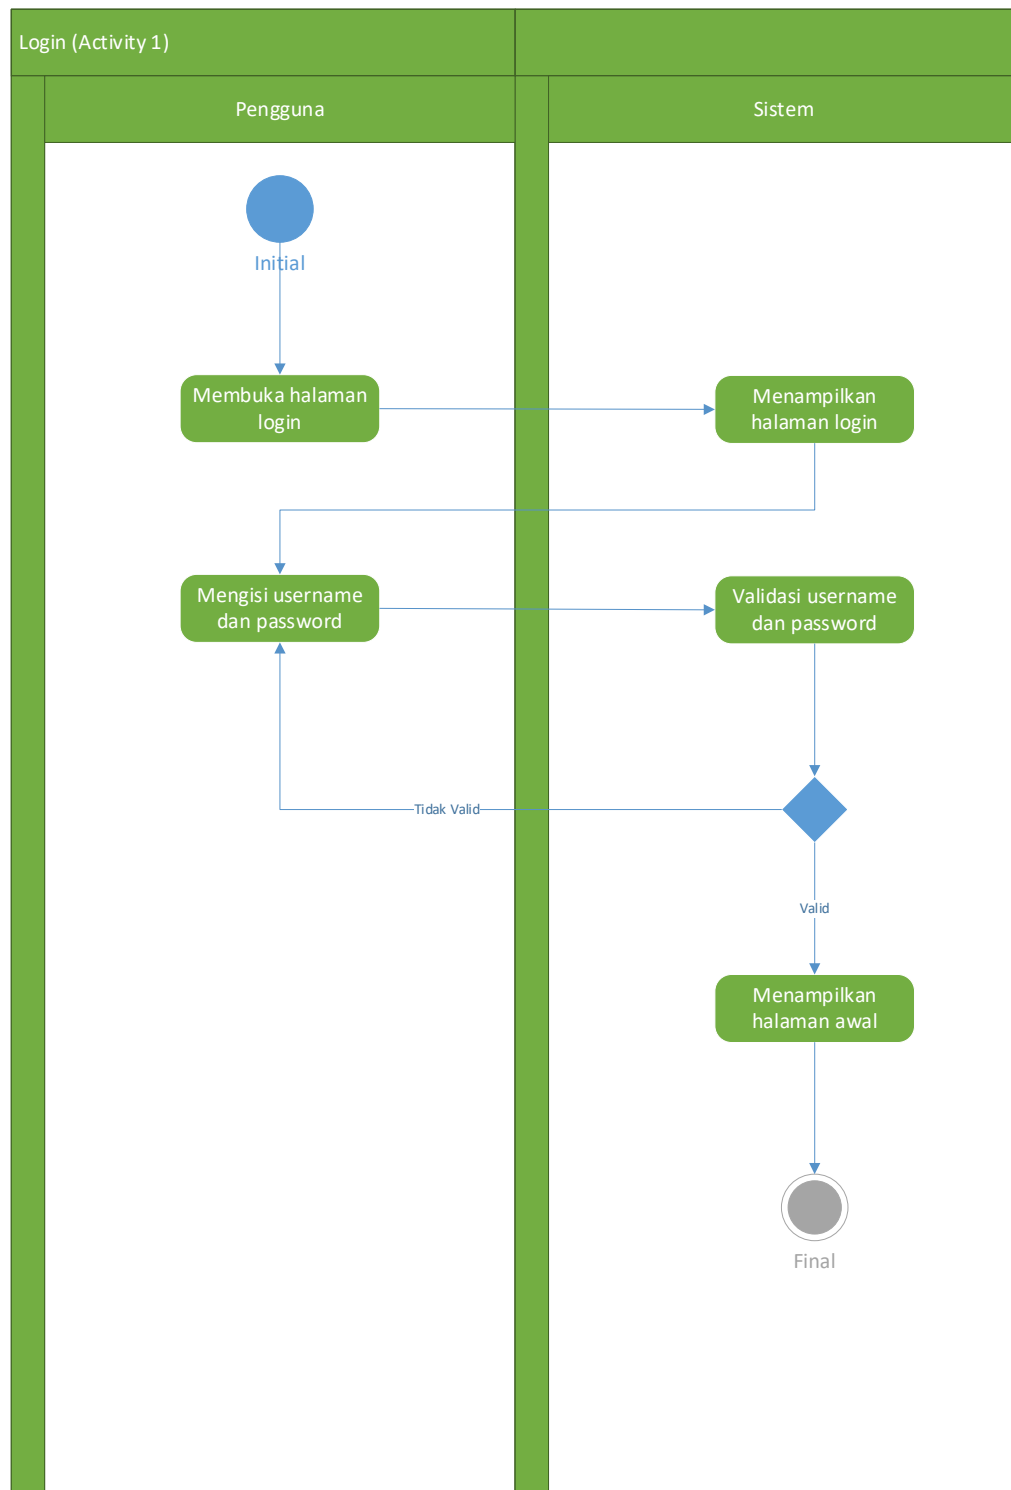 Login (Activity 1)
Pengguna
Sistem
Initial
Membuka halaman
login
Menampilkan
halaman login
Mengisi username
dan password
Validasi username
dan password
Tidak Valid
Valid
Menampilkan
halaman awal
Final